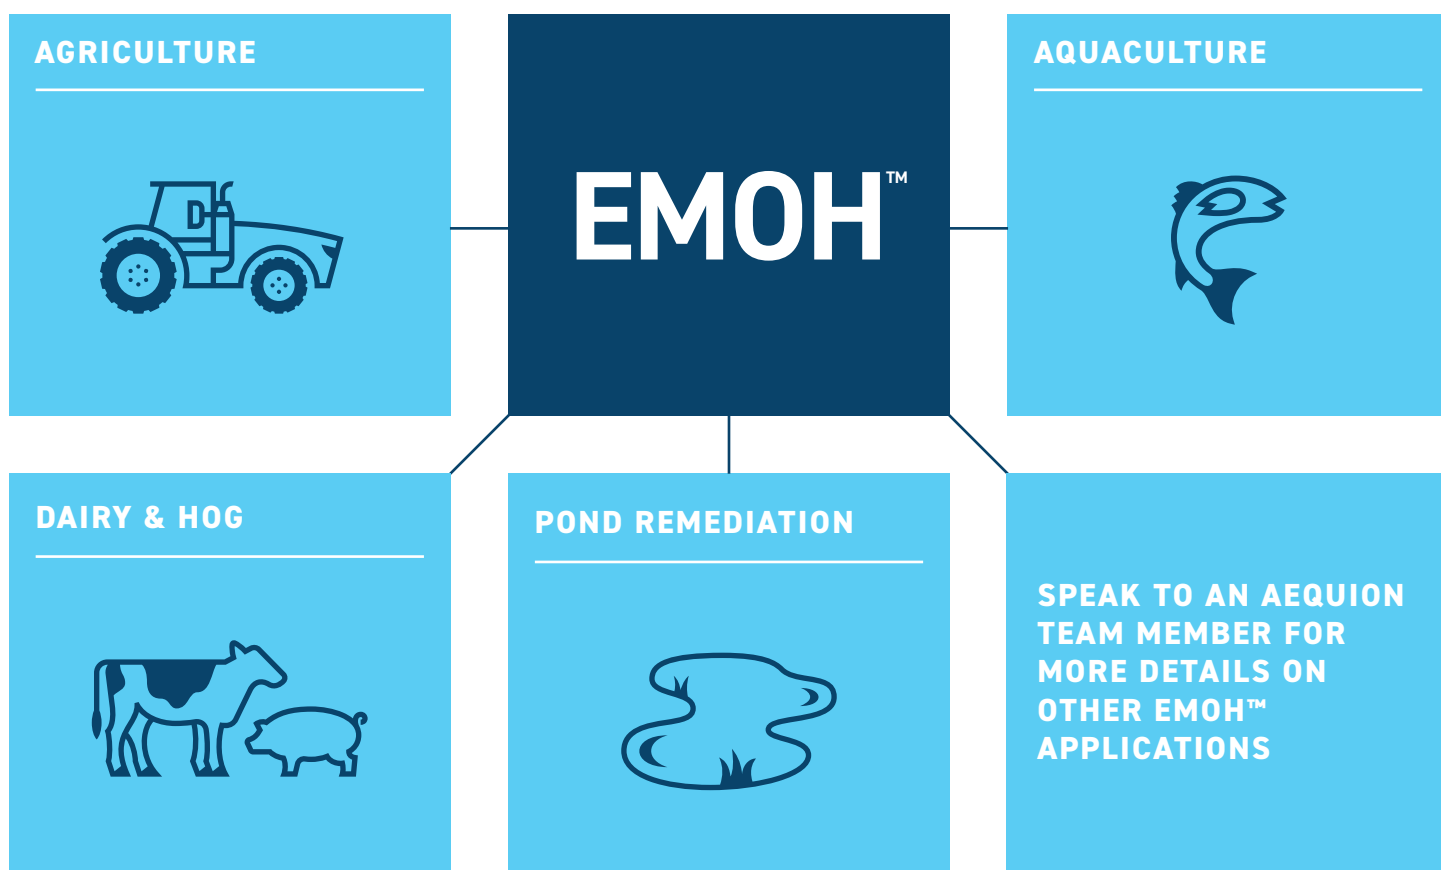 AGRICULTURE
EMOH™
AQUACULTURE
D
DAIRY & HOG
POND REMEDIATION
SPEAK TO AN AEQUION
TEAM MEMBER FOR
MORE DETAILS ON
OTHER EMOH™
APPLICATIONS